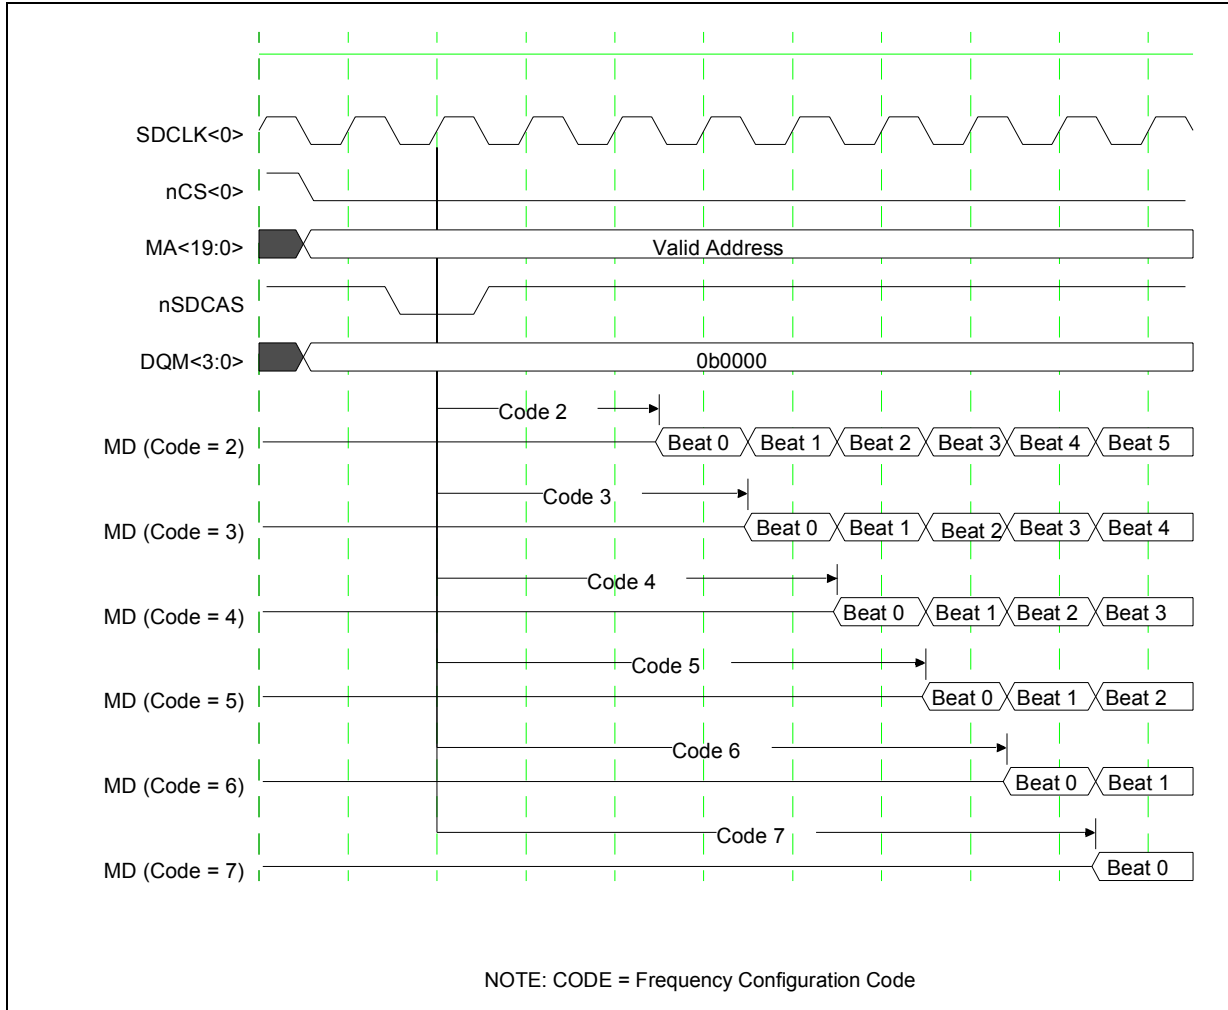 SDCLK<0>
nCS<0>
MA<19:0>
Valid Address
nSDCAS
DQM<3:0>
0b0000
Code 2
MD (Code = 2)
Beat 0
Beat 1
Beat 2
Beat 3
Beat 4
Beat 5
Code 3
MD (Code = 3)
Beat 0
Beat 1
Beat 2
Beat 3
Beat 4
Code 4
MD (Code = 4)
Beat 0
Beat 1
Beat 2
Beat 3
Code 5
MD (Code = 5)
Beat 0
Beat 1
Beat 2
Code 6
MD (Code = 6)
Beat 0
Beat 1
Code 7
MD (Code = 7)
Beat 0
NOTE: CODE = Frequency Configuration Code